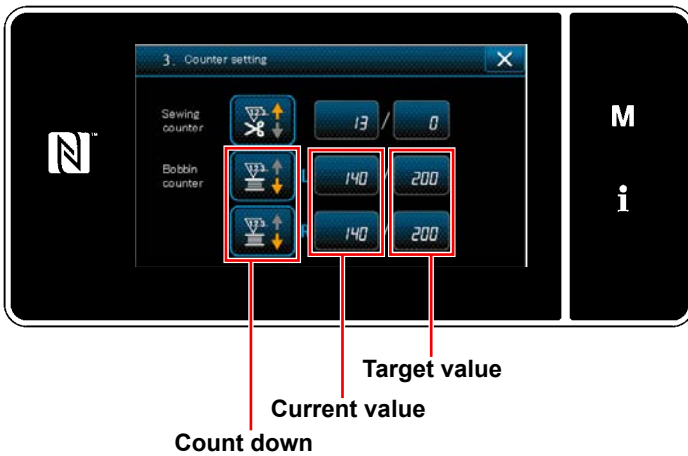 3. Counter setting
Sewing
counter
13 / 0
Bobbin
counter
L 140 / 200
R 140 / 200
M
i
N
Target value
Current value
Count down